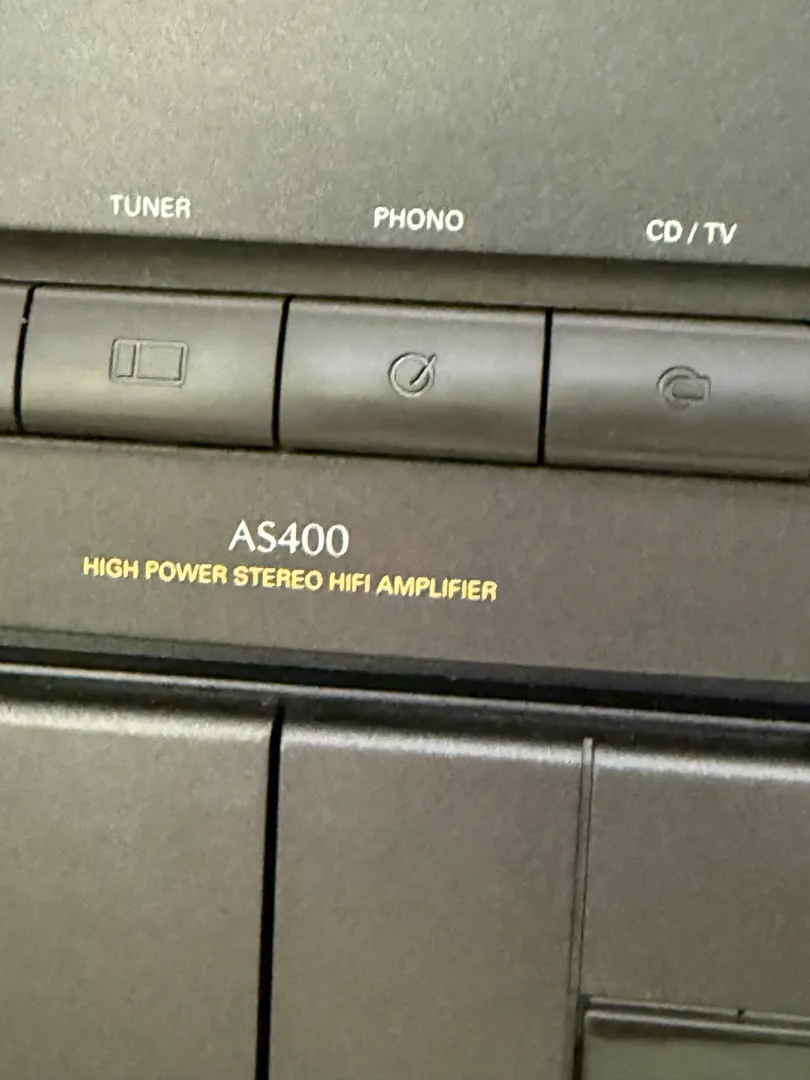 TUNER
PHONO
CD / TV
AS400
HIGH POWER STEREO HIFI AMPLIFIER